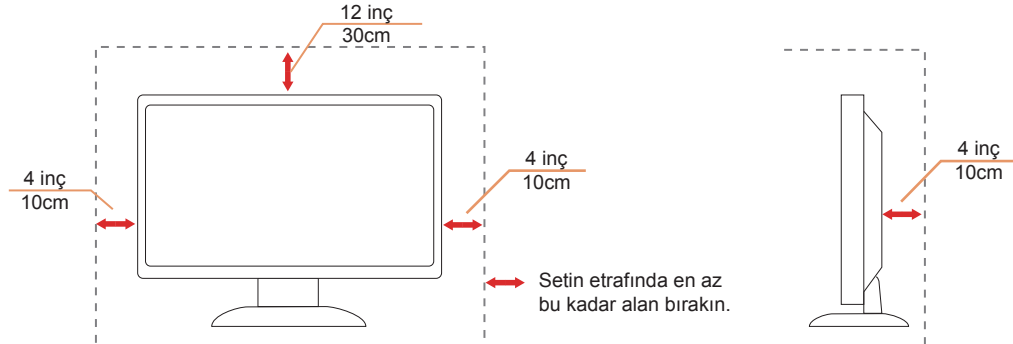 12 inç
30cm
4 inç
10cm
4 inç
10cm
4 inç
10cm
Setin etrafında en az
bu kadar alan bırakın.